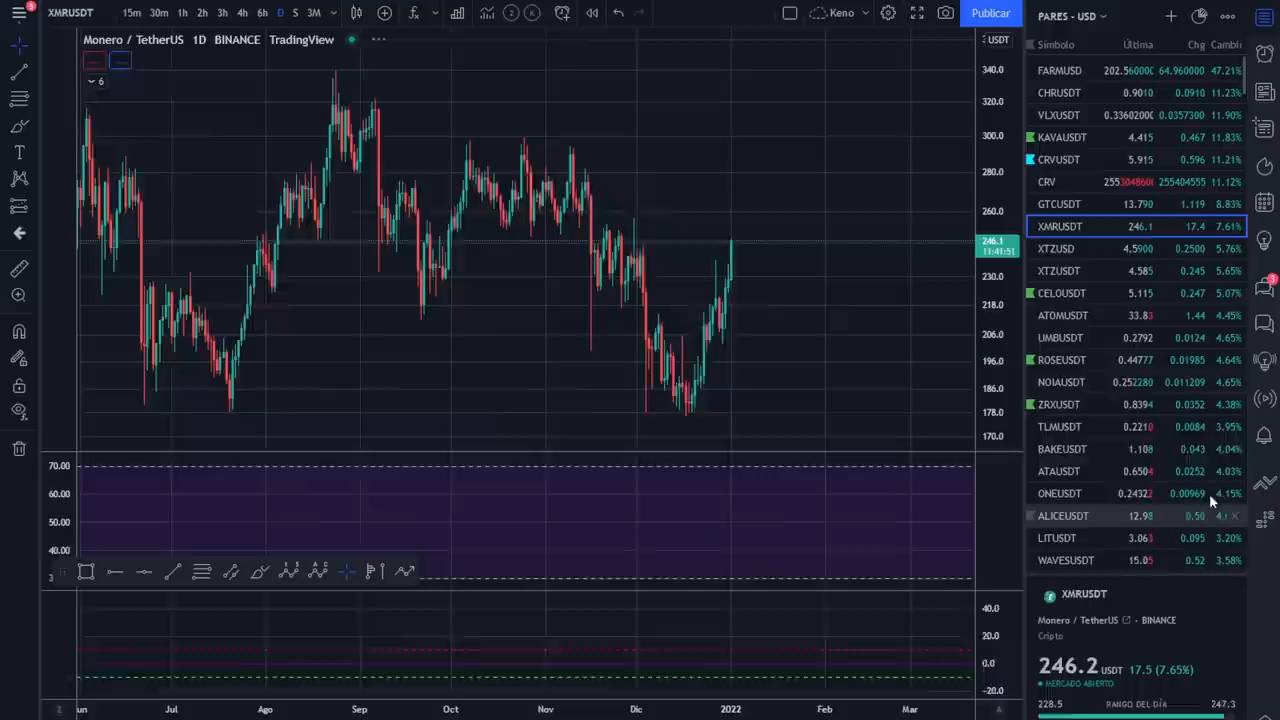 3
XMRUSDT 15m 30m 1h 2h 3h 4h 6h D S 3M Keno Publicar
2 K
Monero / TetherUS 1D BINANCE TradingView
6
USDT
340.0
320.0
300.0
280.0
260.0
246.1
11:41:51
230.0
218.0
206.0
196.0
186.0
178.0
170.0
70.00
60.00
50.00
40.00
40.0
20.0
0.0
-20.0
Jul Ago Sep Oct Nov Dic 2022 Feb Mar
Z A
PARES - USD
Símbolo Última Chg
FARMUSD 202.56000 64.960000 47.21%
CHRUSDT 0.9010 0.0910 11.23%
VLXUSDT 0.3360200 0.0357300 11.90%
KAVAUSDT 4.415 0.467 11.83%
CRVUSDT 5.915 0.596 11.21%
CRV 255304860 255404555 11.12%
GTCUSDT 13.790 1.119 8.83%
XMRUSDT 246.1 17.4 7.61%
XTZUSD 4.5900 0.2500 5.76%
XTZUSDT 4.585 0.245 5.65%
CELOUSDT 5.115 0.247 5.07%
ATOMUSDT 33.83 1.44 4.45%
UMBUSDT 0.2792 0.0124 4.65%
ROSEUSDT 0.44777 0.01985 4.64%
NOIAUSDT 0.252280 0.011209 4.65%
ZRXUSDT 0.8394 0.0352 4.38%
TLMUSDT 0.2210 0.0084 3.95%
BAKEUSDT 1.108 0.043 4.04%
ATAUSDT 0.6504 0.0252 4.03%
ONEUSDT 0.24322 0.00969 4.15%
ALICEUSDT 12.98 0.50
LITUSDT 3.063 0.095 3.20%
WAVESUSDT 15.05 0.52 3.58%
XMRUSDT
Monero / TetherUS · BINANCE
Cripto
246.2 USDT 17.5 (7.65%)
MERCADO ABIERTO
228.5 RANGO DEL DÍA 247.3
3